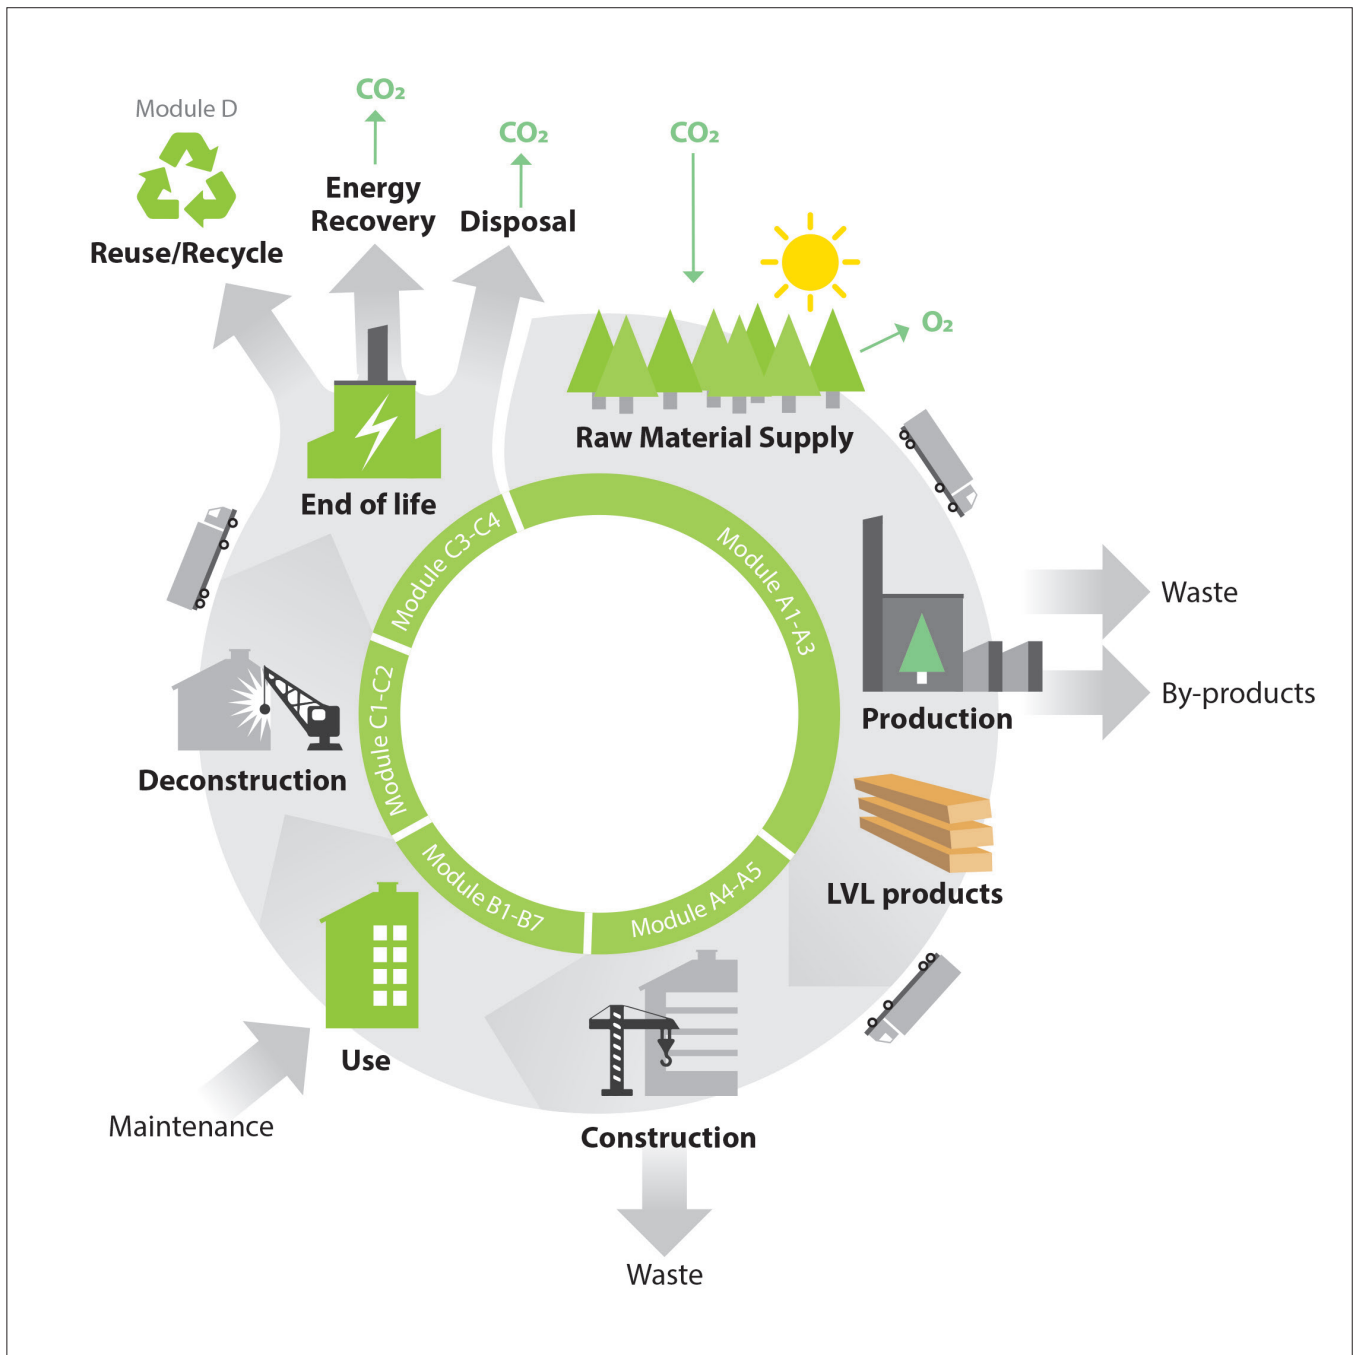 Module D
Reuse/Recycle
CO₂
Energy
Recovery
CO₂
Disposal
CO₂
O₂
Raw Material Supply
End of life
Module C3-C4
Module A1-A3
Waste
By-products
Production
Module C1-C2
Deconstruction
LVL products
Module B1-B7
Module A4-A5
Use
Maintenance
Construction
Waste